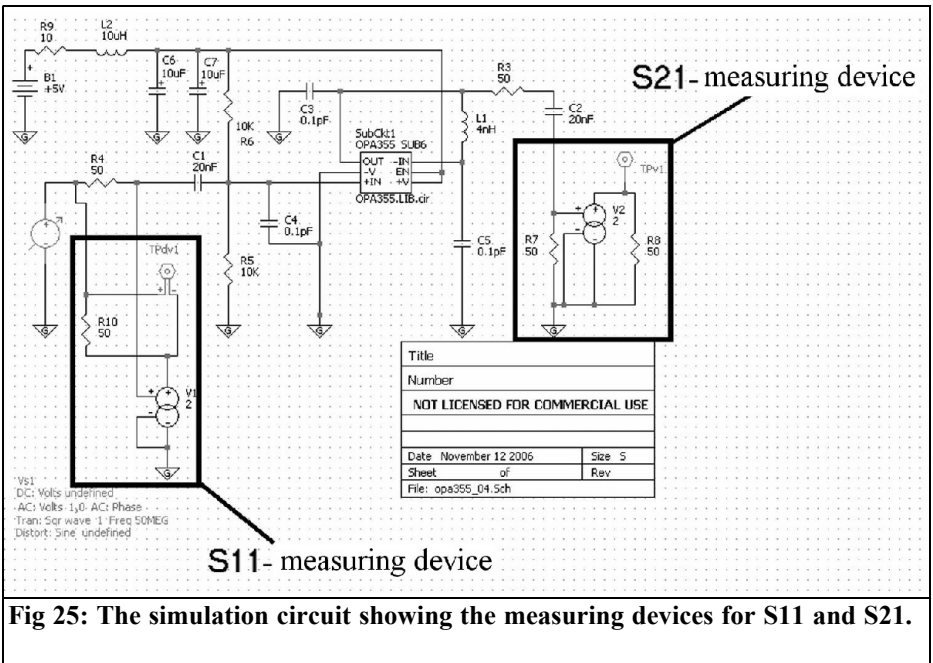 R9
10
L2
10uH
B1
+5V
C6
10uF
C7
10uF
10K
R6
C3
0.1pF
R3
50
S21- measuring device
C2
20nF
L1
4nH
SubCkt1
OPA355_SUB6
OUT -IN
-V EN
+IN +V
OPA355.LIB.cir
R4
50
C1
20nF
C4
0.1pF
R5
10K
C5
0.1pF
TPv1
V2
2
R7
50
R8
50
TPdv1
R10
50
V1
2
G
G
G
G
G
G
G
G
Title
Number
NOT LICENSED FOR COMMERCIAL USE
Date November 12 2006 Size S
Sheet of Rev
File: opa355_04.Sch
Vs1
DC: Volts undefined
AC: Volts 1,0 AC: Phase
Tran: Sqr wave 1 Freq 50MEG
Distort: Sine undefined
S11- measuring device
Fig 25: The simulation circuit showing the measuring devices for S11 and S21.